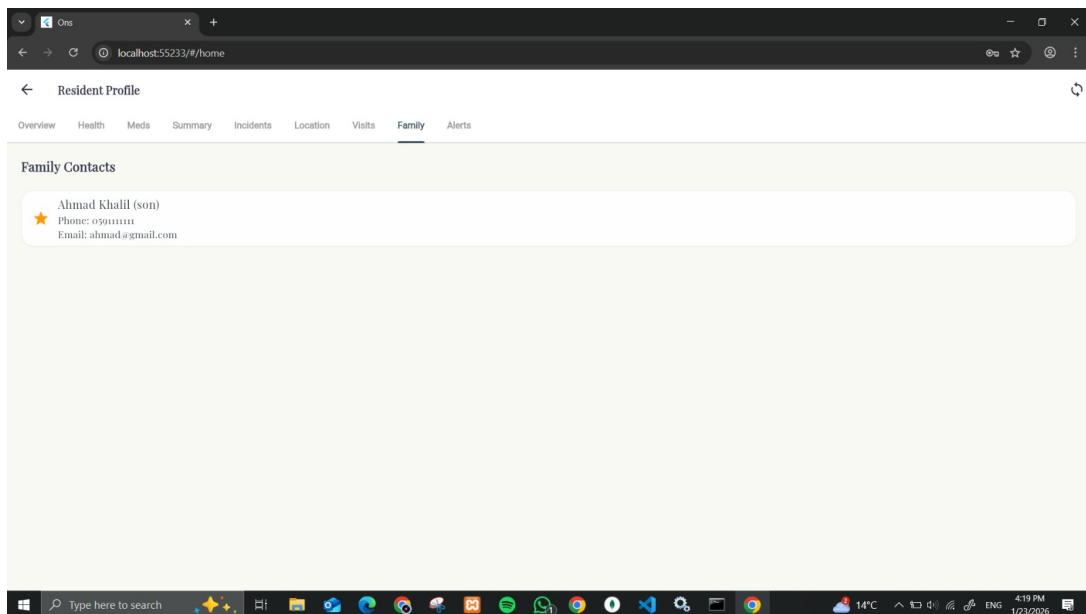 Ons
localhost:55233/#/home
Resident Profile
Overview Health Meds Summary Incidents Location Visits Family Alerts
Family Contacts
Ahmad Khalil (son)
Phone: 0591111111
Email: ahmad@gmail.com
Type here to search
14°C
ENG
4:19 PM
1/23/2026